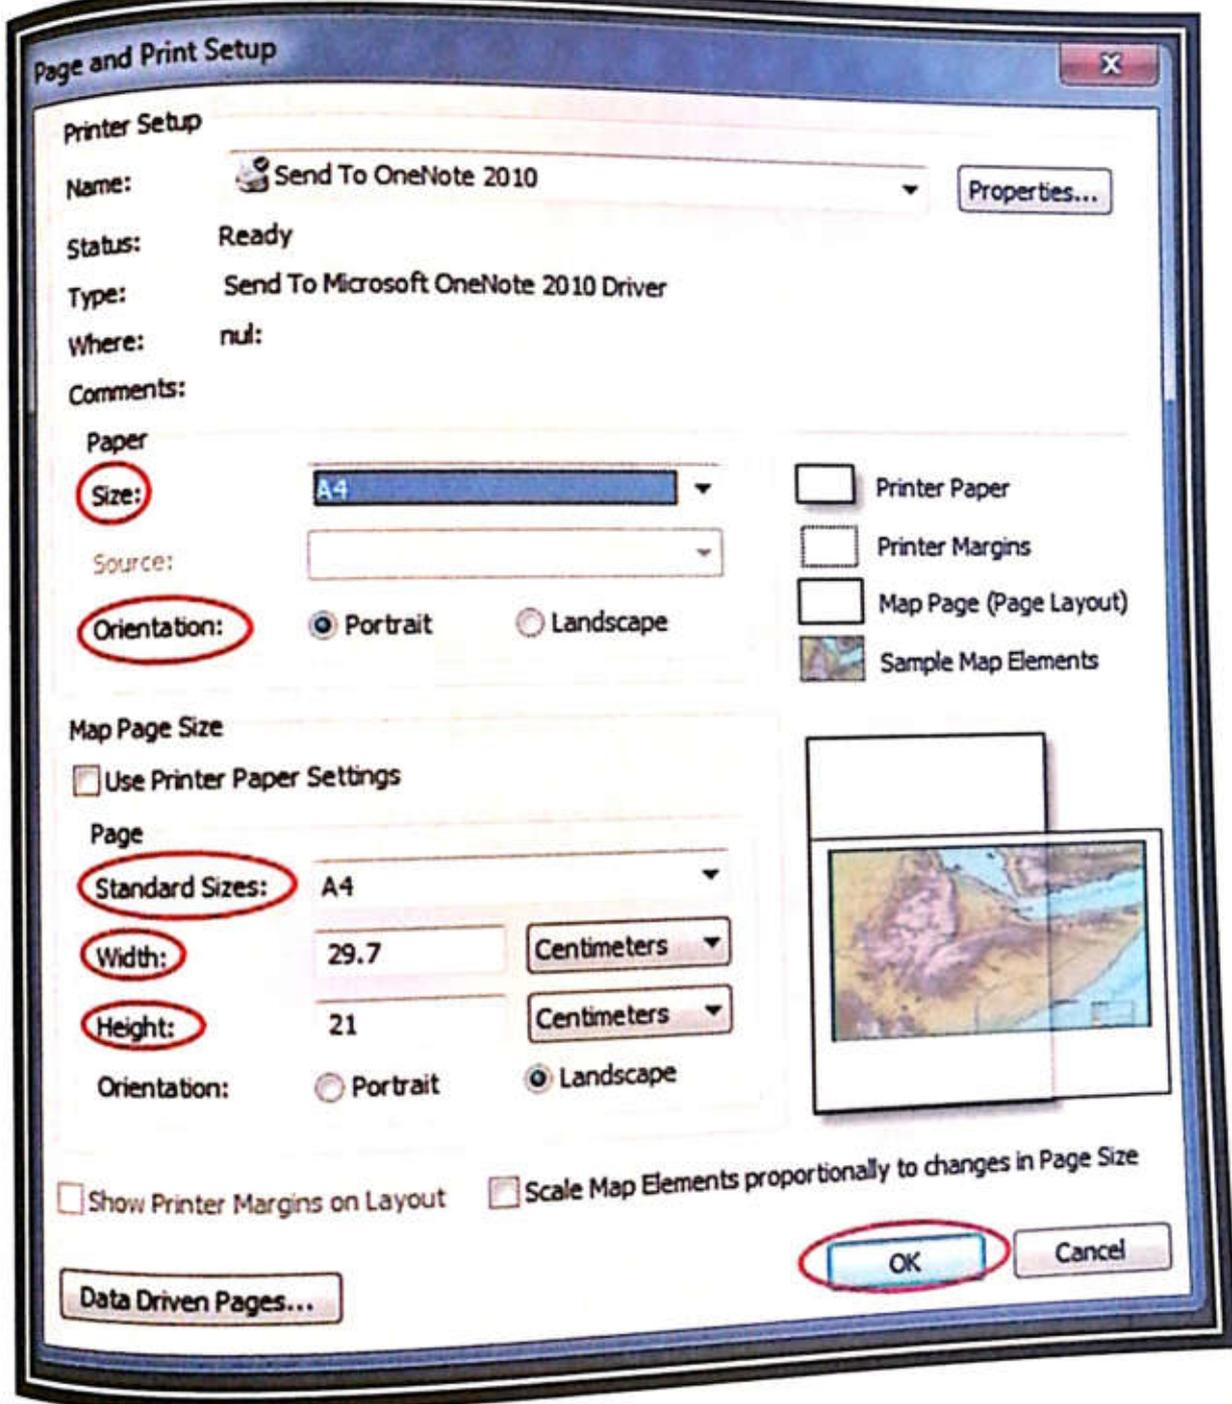 Page and Print Setup
Printer Setup
Name: Send To OneNote 2010 Properties...
Status: Ready
Type: Send To Microsoft OneNote 2010 Driver
Where: nul:
Comments:
Paper
Size: A4
Source:
Orientation: Portrait Landscape
Printer Paper
Printer Margins
Map Page (Page Layout)
Sample Map Elements
Map Page Size
Use Printer Paper Settings
Page
Standard Sizes: A4
Width: 29.7 Centimeters
Height: 21 Centimeters
Orientation: Portrait Landscape
Show Printer Margins on Layout Scale Map Elements proportionally to changes in Page Size
Data Driven Pages... OK Cancel